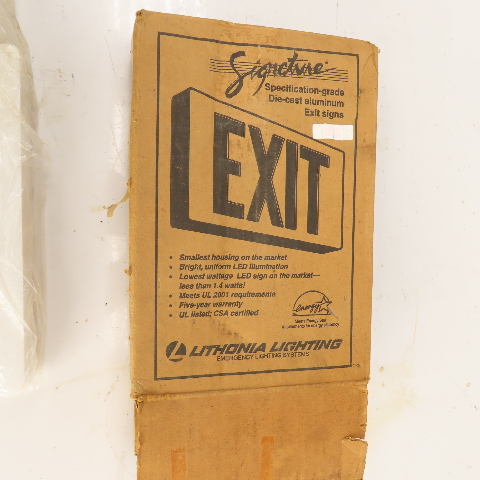 Signature
Specification-grade
Die-cast aluminum
Exit signs
EXIT
• Smallest housing on the market
• Bright, uniform LED illumination
• Lowest wattage LED sign on the market—
less than 1.4 watts!
• Meets UL 2001 requirements
• Five-year warranty
• UL listed; CSA certified
energy
LITHONIA LIGHTING
EMERGENCY LIGHTING SYSTEMS